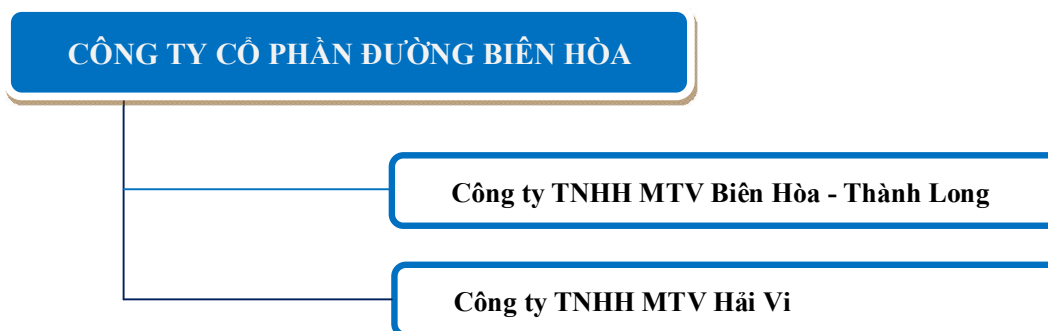 CÔNG TY CỔ PHẦN ĐƯỜNG BIÊN HÒA
Công ty TNHH MTV Biên Hòa - Thành Long
Công ty TNHH MTV Hải Vi